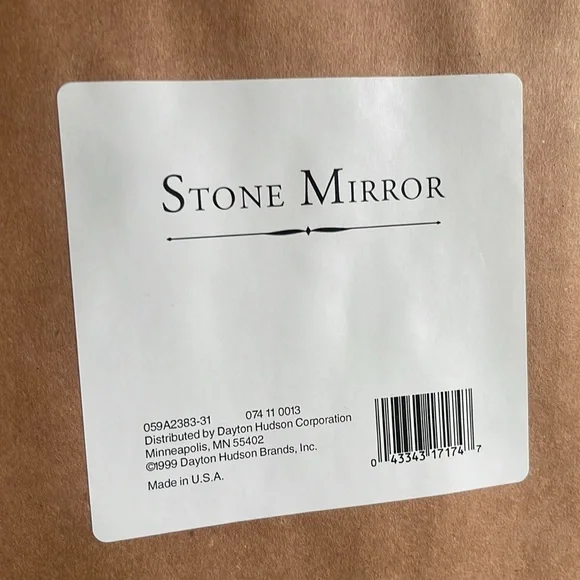 STONE MIRROR
059A2383-31 074 11 0013
Distributed by Dayton Hudson Corporation
Minneapolis, MN 55402
©1999 Dayton Hudson Brands, Inc.
Made in U.S.A.
0 43343 17174 7